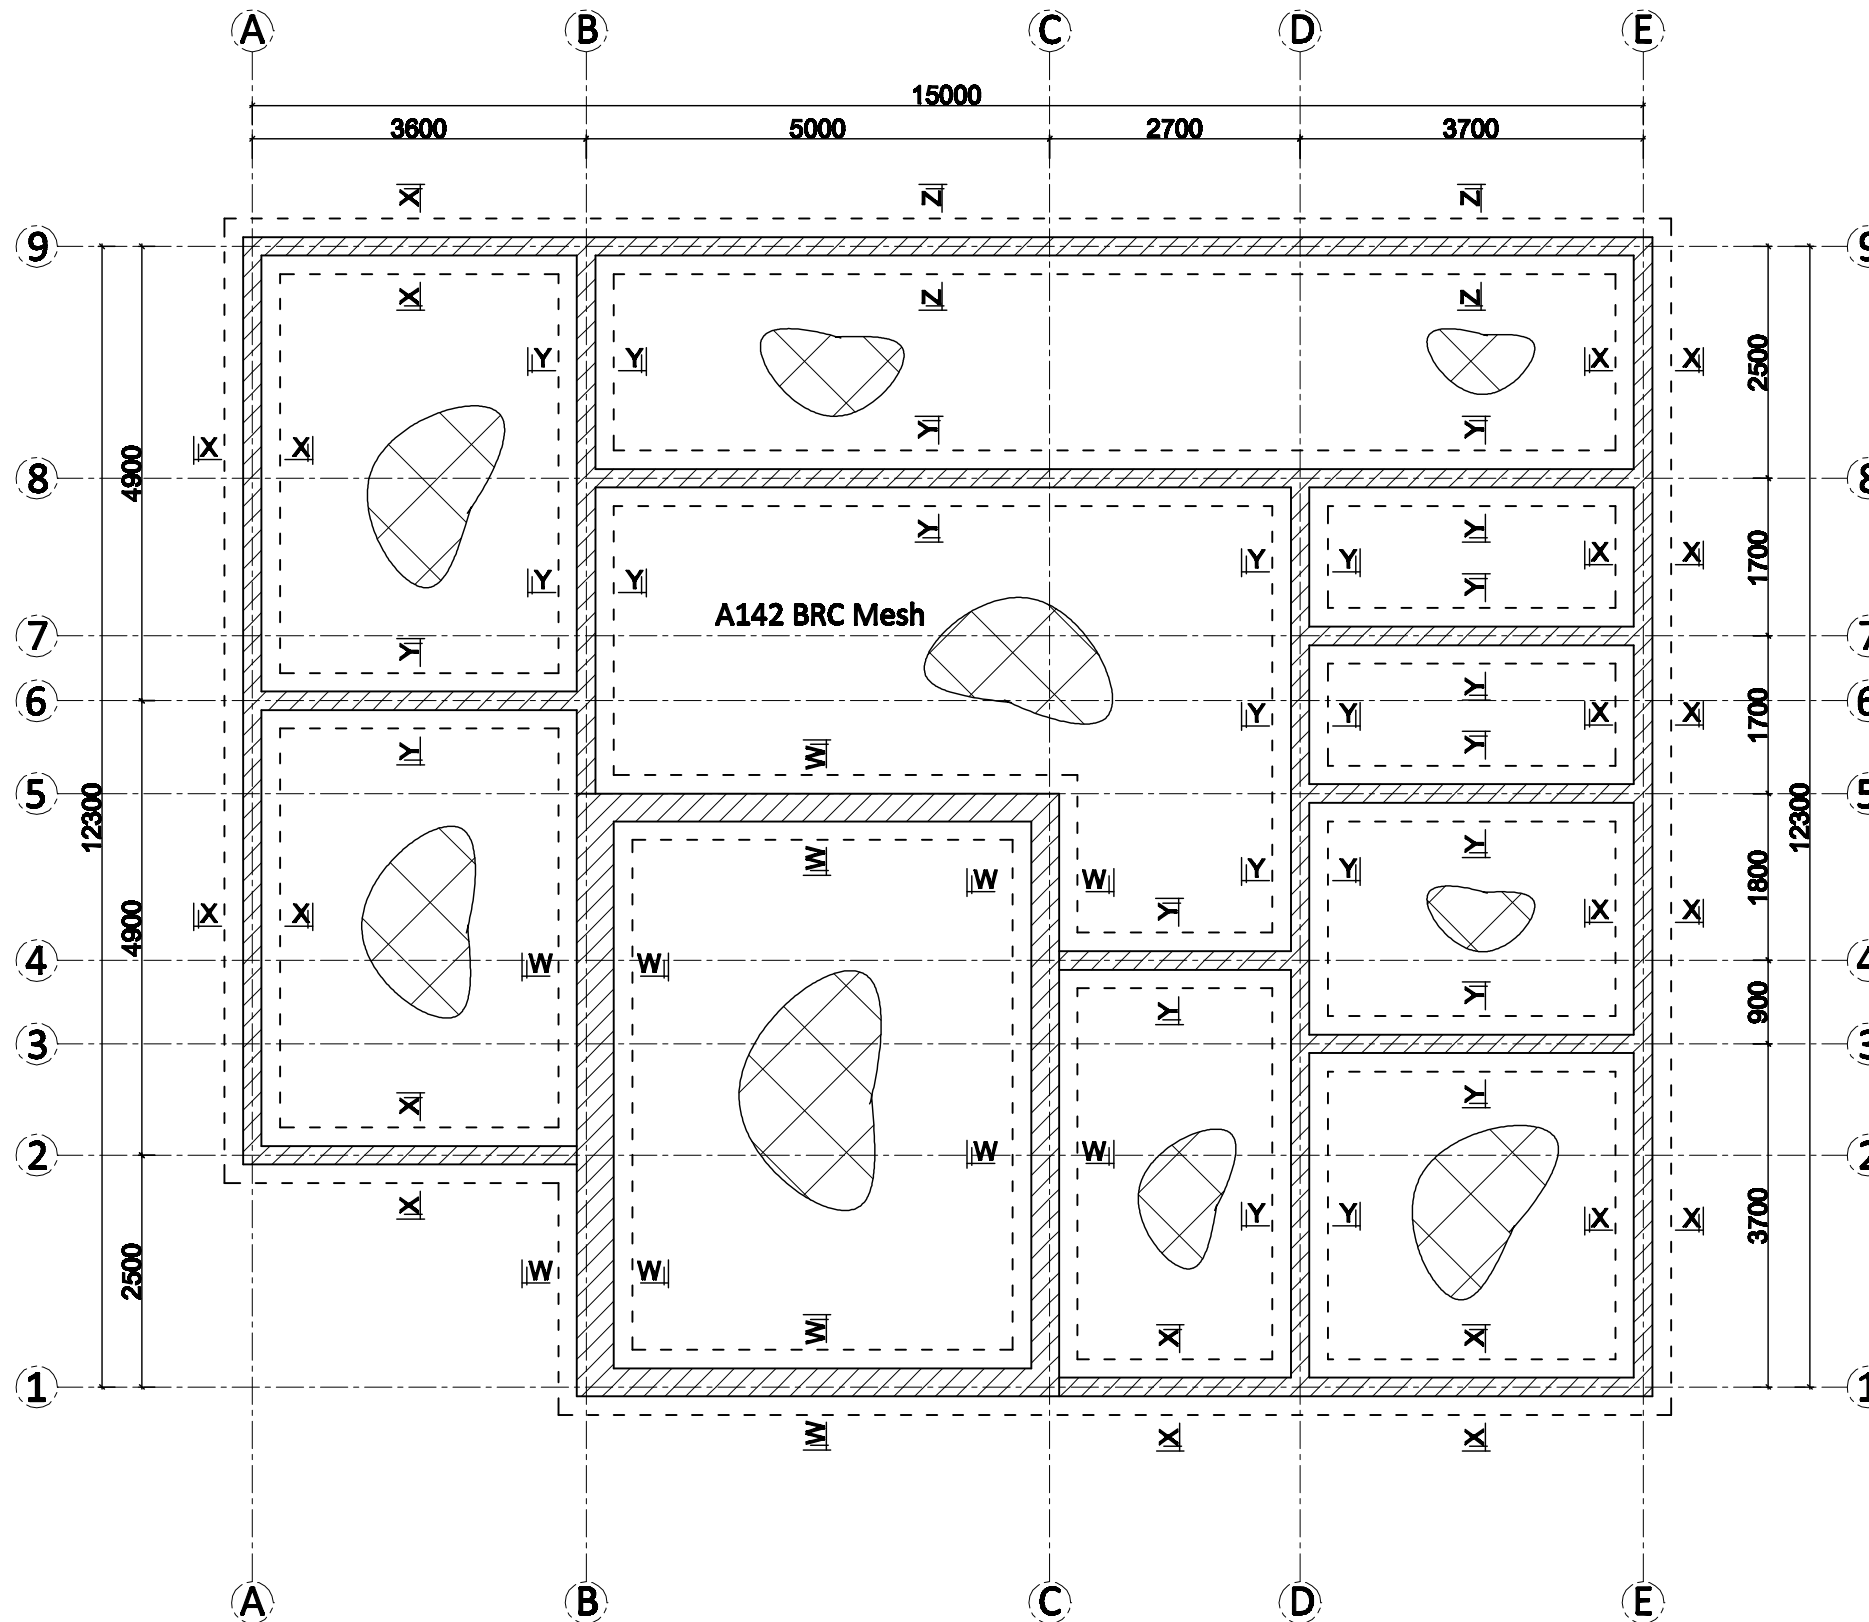 A B C D E
15000
3600 5000 2700 3700
X Z Z
9 9
X Z Z
Y Y X X
2500
Y Y
X X
4900
8 8
Y Y
Y Y X X
1700
Y Y Y Y
A142 BRC Mesh
7 7
Y
Y
6 6
Y Y X X
1700
Y W Y
5 5
12300 12300
W Y
W W Y Y
1800
X X Y X X
4900
W W
4 4
Y
Y
900
3 3
X Y
W W
2 2
X
Y Y X X
3700
W W
2500
W X X
1 1
W X X
A B C D E